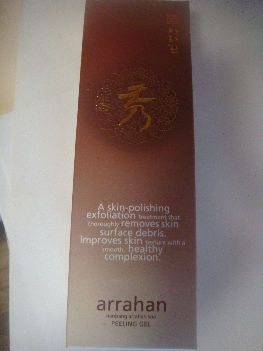 秀
A skin-polishing
exfoliation treatment that
thoroughly removes skin
surface debris.
Improves skin texture with a
smooth, healthy
complexion.
arrahan
PEELING GEL